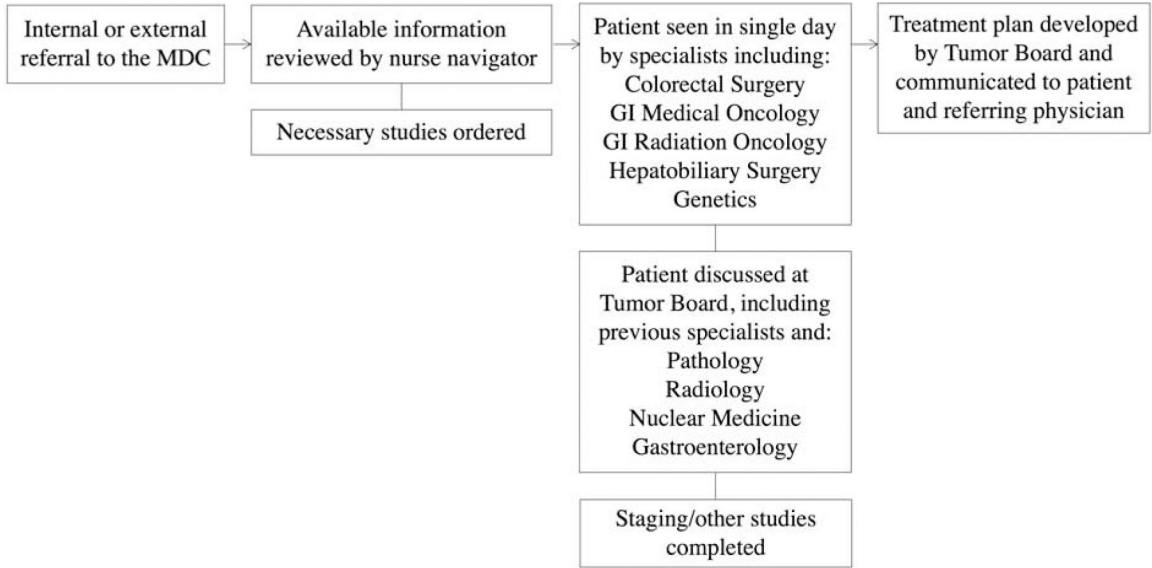 Internal or external
referral to the MDC
Available information
reviewed by nurse navigator
Necessary studies ordered
Patient seen in single day
by specialists including:
Colorectal Surgery
GI Medical Oncology
GI Radiation Oncology
Hepatobiliary Surgery
Genetics
Patient discussed at
Tumor Board, including
previous specialists and:
Pathology
Radiology
Nuclear Medicine
Gastroenterology
Staging/other studies
completed
Treatment plan developed
by Tumor Board and
communicated to patient
and referring physician